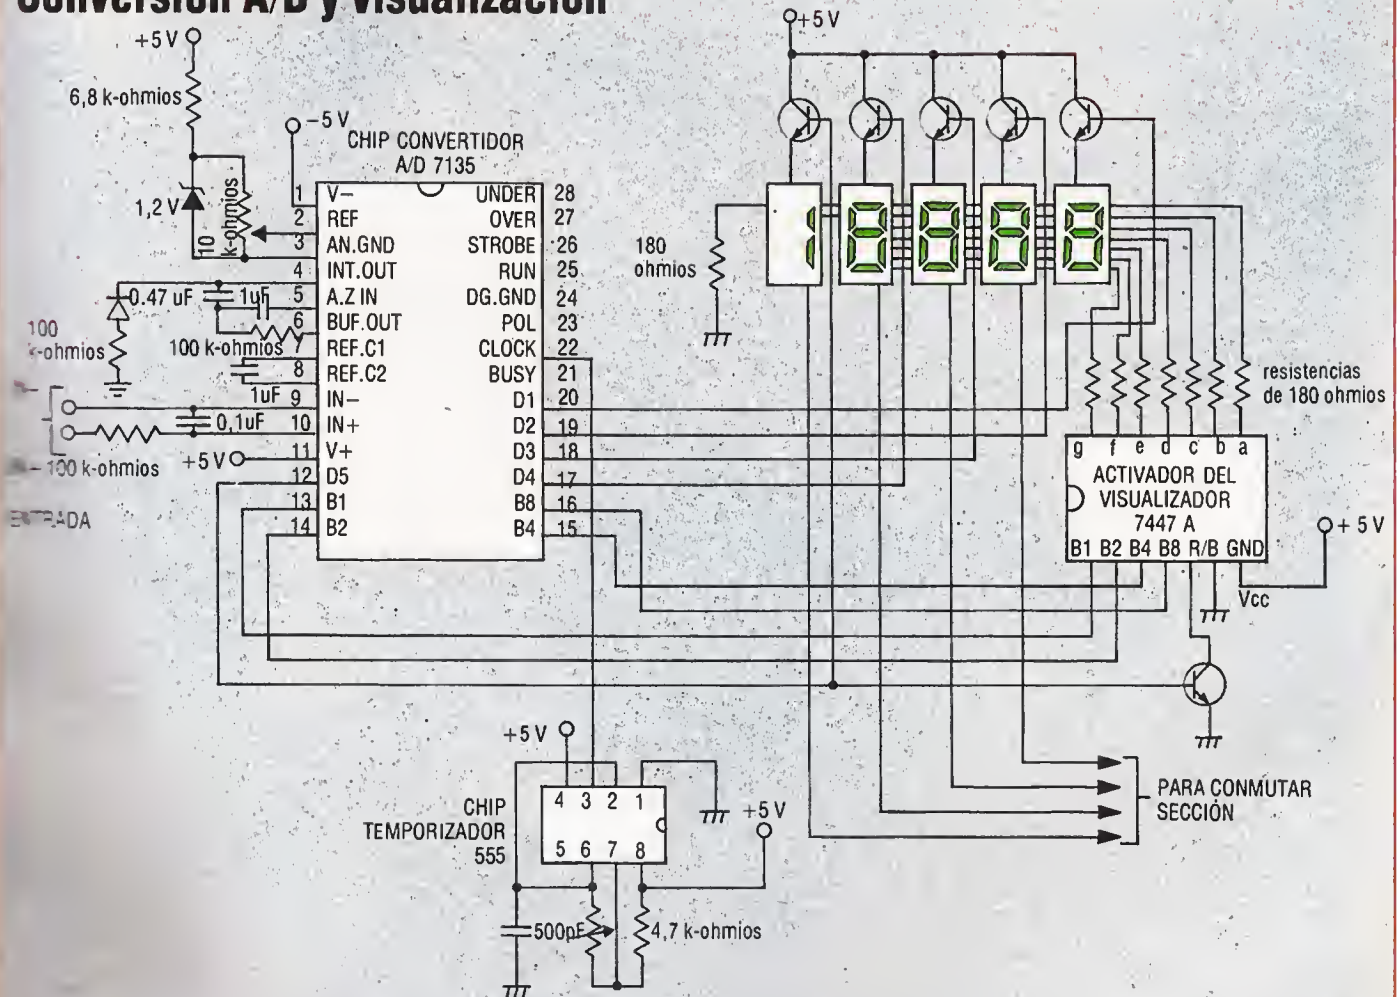 Conversión A/D y visualización
+5 V
6,8 k-ohmios
1,2 V
10
k-ohmios
-5 V
CHIP CONVERTIDOR
A/D 7135
1 V- UNDER 28
2 REF OVER 27
3 AN.GND STROBE 26
4 INT.OUT RUN 25
5 A.Z IN DG.GND 24
6 BUF.OUT POL 23
7 REF.C1 CLOCK 22
8 REF.C2 BUSY 21
9 IN- D1 20
10 IN+ D2 19
11 V+ D3 18
12 D5 D4 17
13 B1 B8 16
14 B2 B4 15
0.47 uF
1uF
100 k-ohmios
100
k-ohmios
1uF
0,1uF
100 k-ohmios
+5 V
ENTRADA
+5 V
180
ohmios
resistencias
de 180 ohmios
g f e d c b a
ACTIVADOR DEL
VISUALIZADOR
7447 A
B1 B2 B4 B8 R/B GND
+ 5 V
Vcc
+5 V
CHIP
TEMPORIZADOR
555
4 3 2 1
5 6 7 8
+5 V
500pF
4,7 k-ohmios
PARA CONMUTAR
SECCIÓN